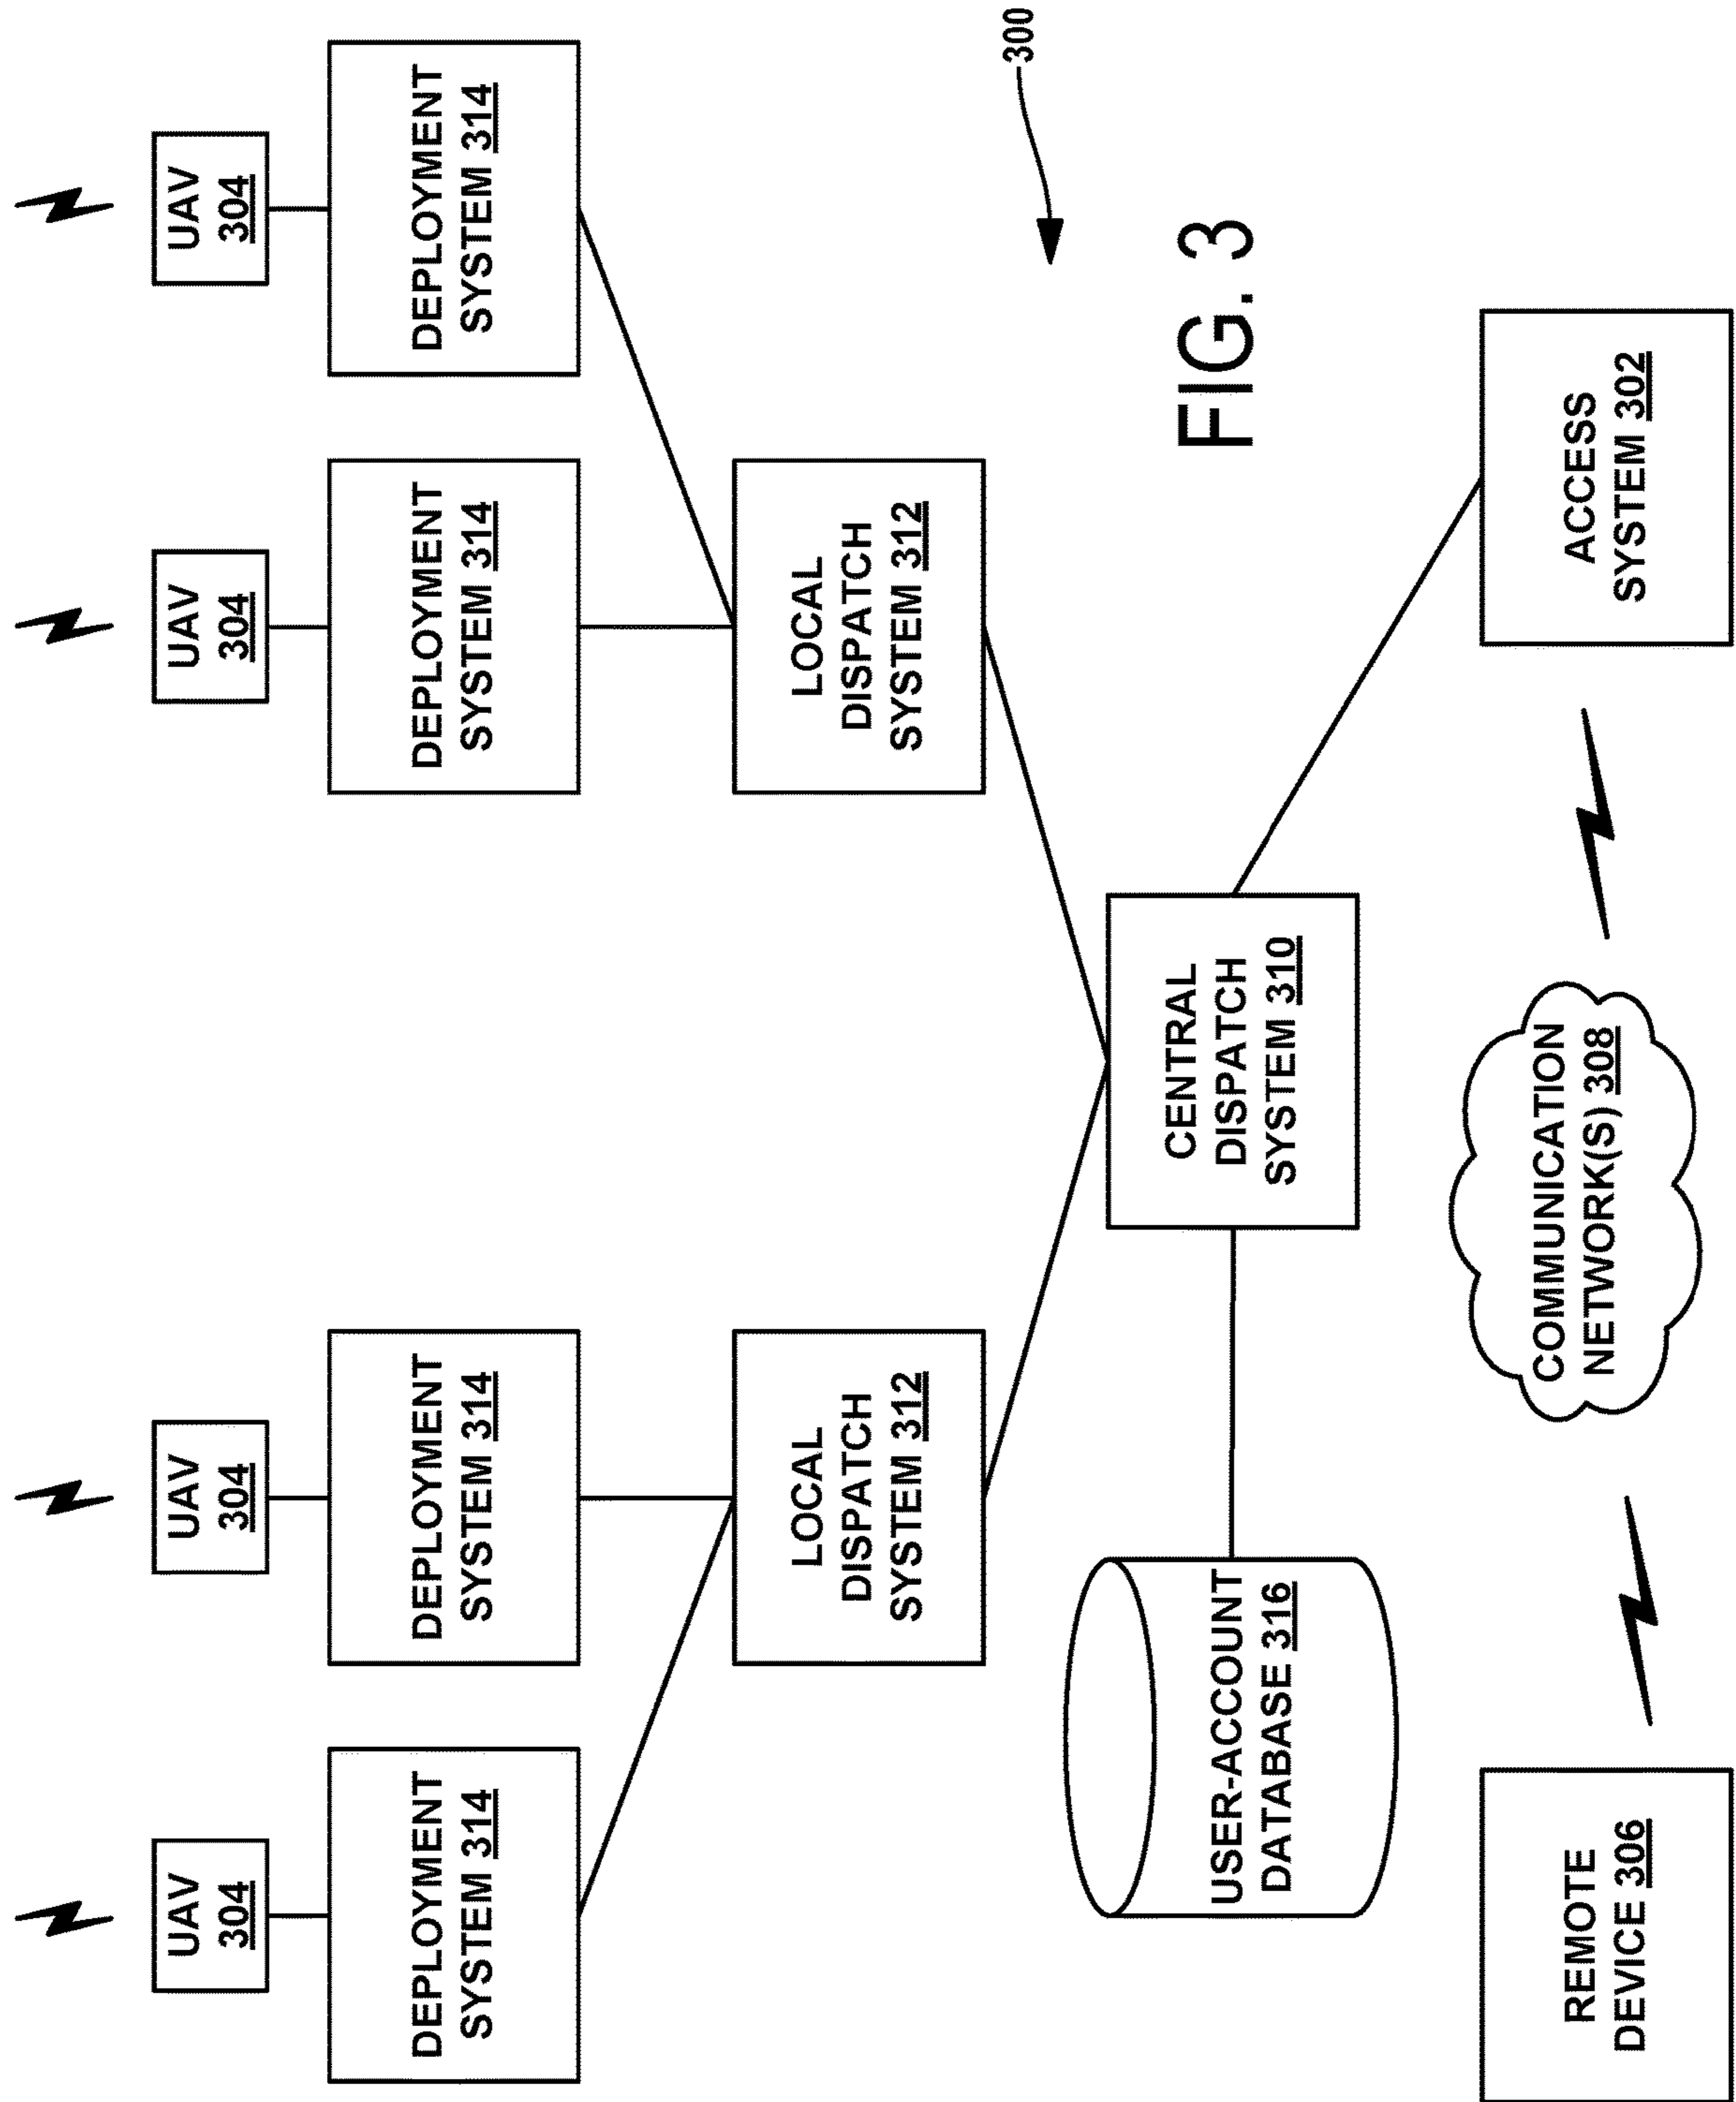 UAV
304
UAV
304
UAV
304
UAV
304
DEPLOYMENT
SYSTEM 314
DEPLOYMENT
SYSTEM 314
DEPLOYMENT
SYSTEM 314
DEPLOYMENT
SYSTEM 314
LOCAL
DISPATCH
SYSTEM 312
LOCAL
DISPATCH
SYSTEM 312
300
USER-ACCOUNT
DATABASE 316
CENTRAL
DISPATCH
SYSTEM 310
FIG. 3
REMOTE
DEVICE 306
COMMUNICATION
NETWORK(S) 308
ACCESS
SYSTEM 302